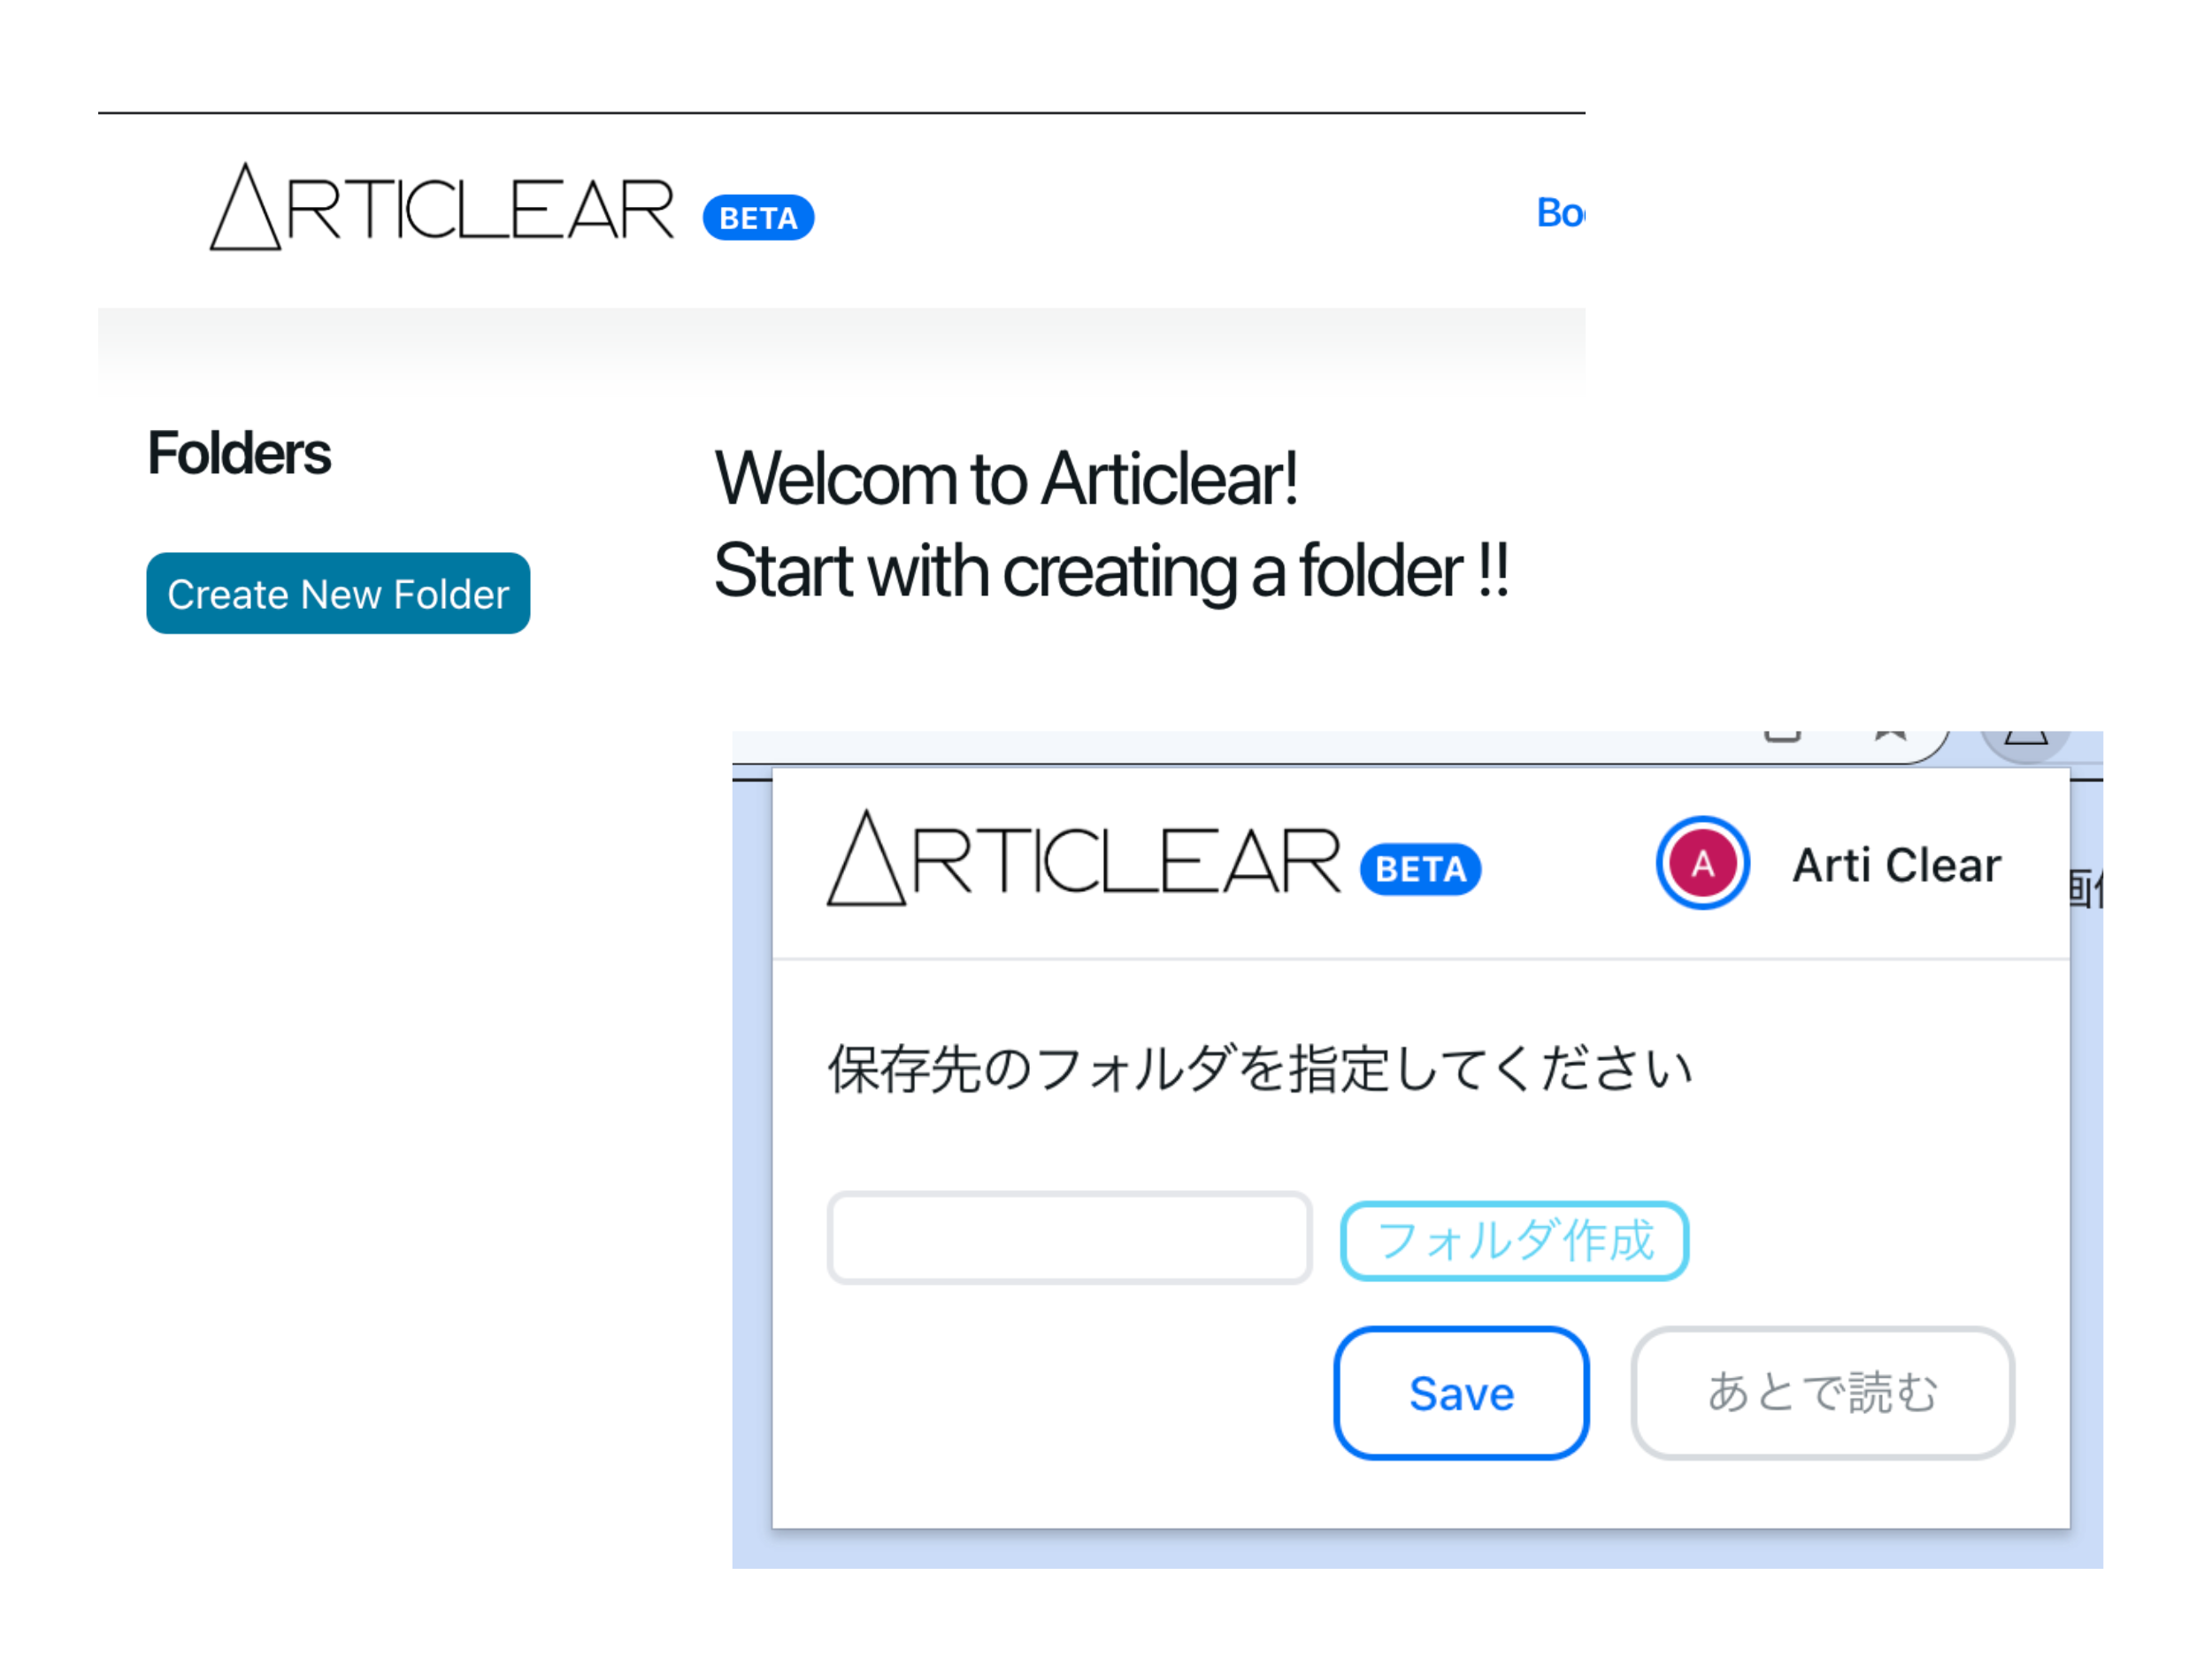 ARTICLEAR BETA
Folders
Create New Folder
Welcom to Articlear!
Start with creating a folder !!
ARTICLEAR BETA
A Arti Clear
保存先のフォルダを指定してください
フォルダ作成
Save あとで読む